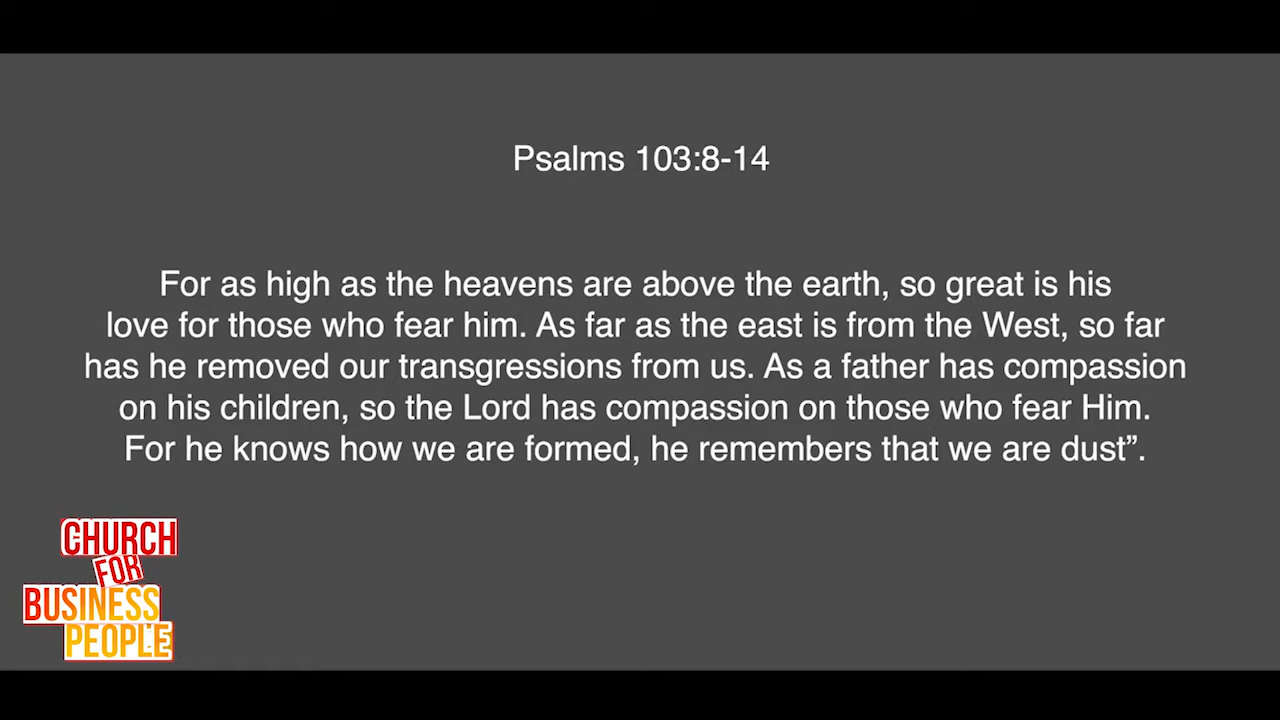 Psalms 103:8-14
For as high as the heavens are above the earth, so great is his
love for those who fear him. As far as the east is from the West, so far
has he removed our transgressions from us. As a father has compassion
on his children, so the Lord has compassion on those who fear Him.
For he knows how we are formed, he remembers that we are dust”.
CHURCH
FOR
BUSINESS
PEOPLE